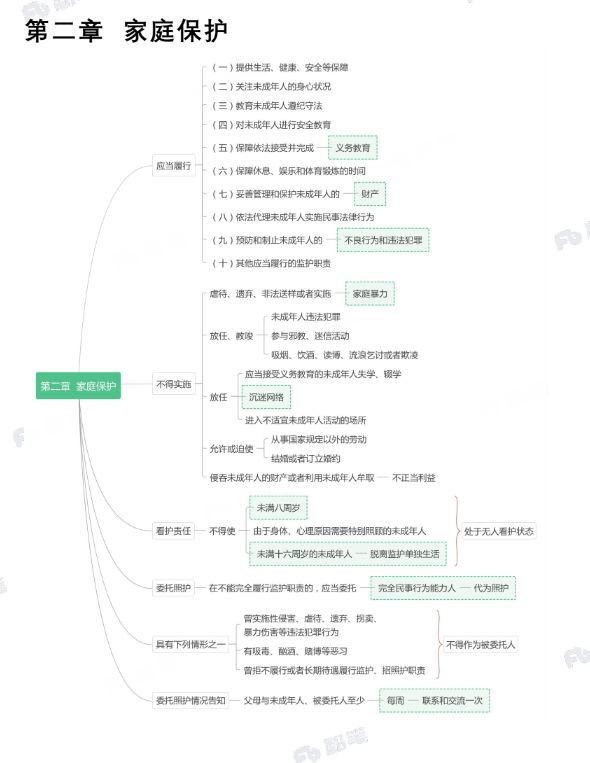 第二章 家庭保护
第二章 家庭保护
应当履行
（一）提供生活、健康、安全等保障
（二）关注未成年人的身心状况
（三）教育未成年人遵纪守法
（四）对未成年人进行安全教育
（五）保障依法接受并完成 义务教育
（六）保障休息、娱乐和体育锻炼的时间
（七）妥善管理和保护未成年人的 财产
（八）依法代理未成年人实施民事法律行为
（九）预防和制止未成年人的 不良行为和违法犯罪
（十）其他应当履行的监护职责
不得实施
虐待、遗弃、非法送样或者实施 家庭暴力
放任、教唆
未成年人违法犯罪
参与邪教、迷信活动
吸烟、饮酒、读博、流浪乞讨或者欺凌
放任
应当接受义务教育的未成年人失学、辍学
沉迷网络
进入不适宜未成年人活动的场所
允许或迫使
从事国家规定以外的劳动
结婚或者订立婚约
侵吞未成年人的财产或者利用未成年人牟取 不正当利益
看护责任
不得使
未满八周岁
由于身体、心理原因需要特别照顾的未成年人
未满十六周岁的未成年人 脱离监护单独生活
处于无人看护状态
委托照护
在不能完全履行监护职责的，应当委托 完全民事行为能力人 代为照护
具有下列情形之一
曾实施性侵害、虐待、遗弃、拐卖、
暴力伤害等违法犯罪行为
有吸毒、酗酒、赌博等恶习
曾拒不履行或者长期待遇履行监护、招照护职责
不得作为被委托人
委托照护情况告知
父母与未成年人、被委托人至少 每周 联系和交流一次
Fb 粉笔